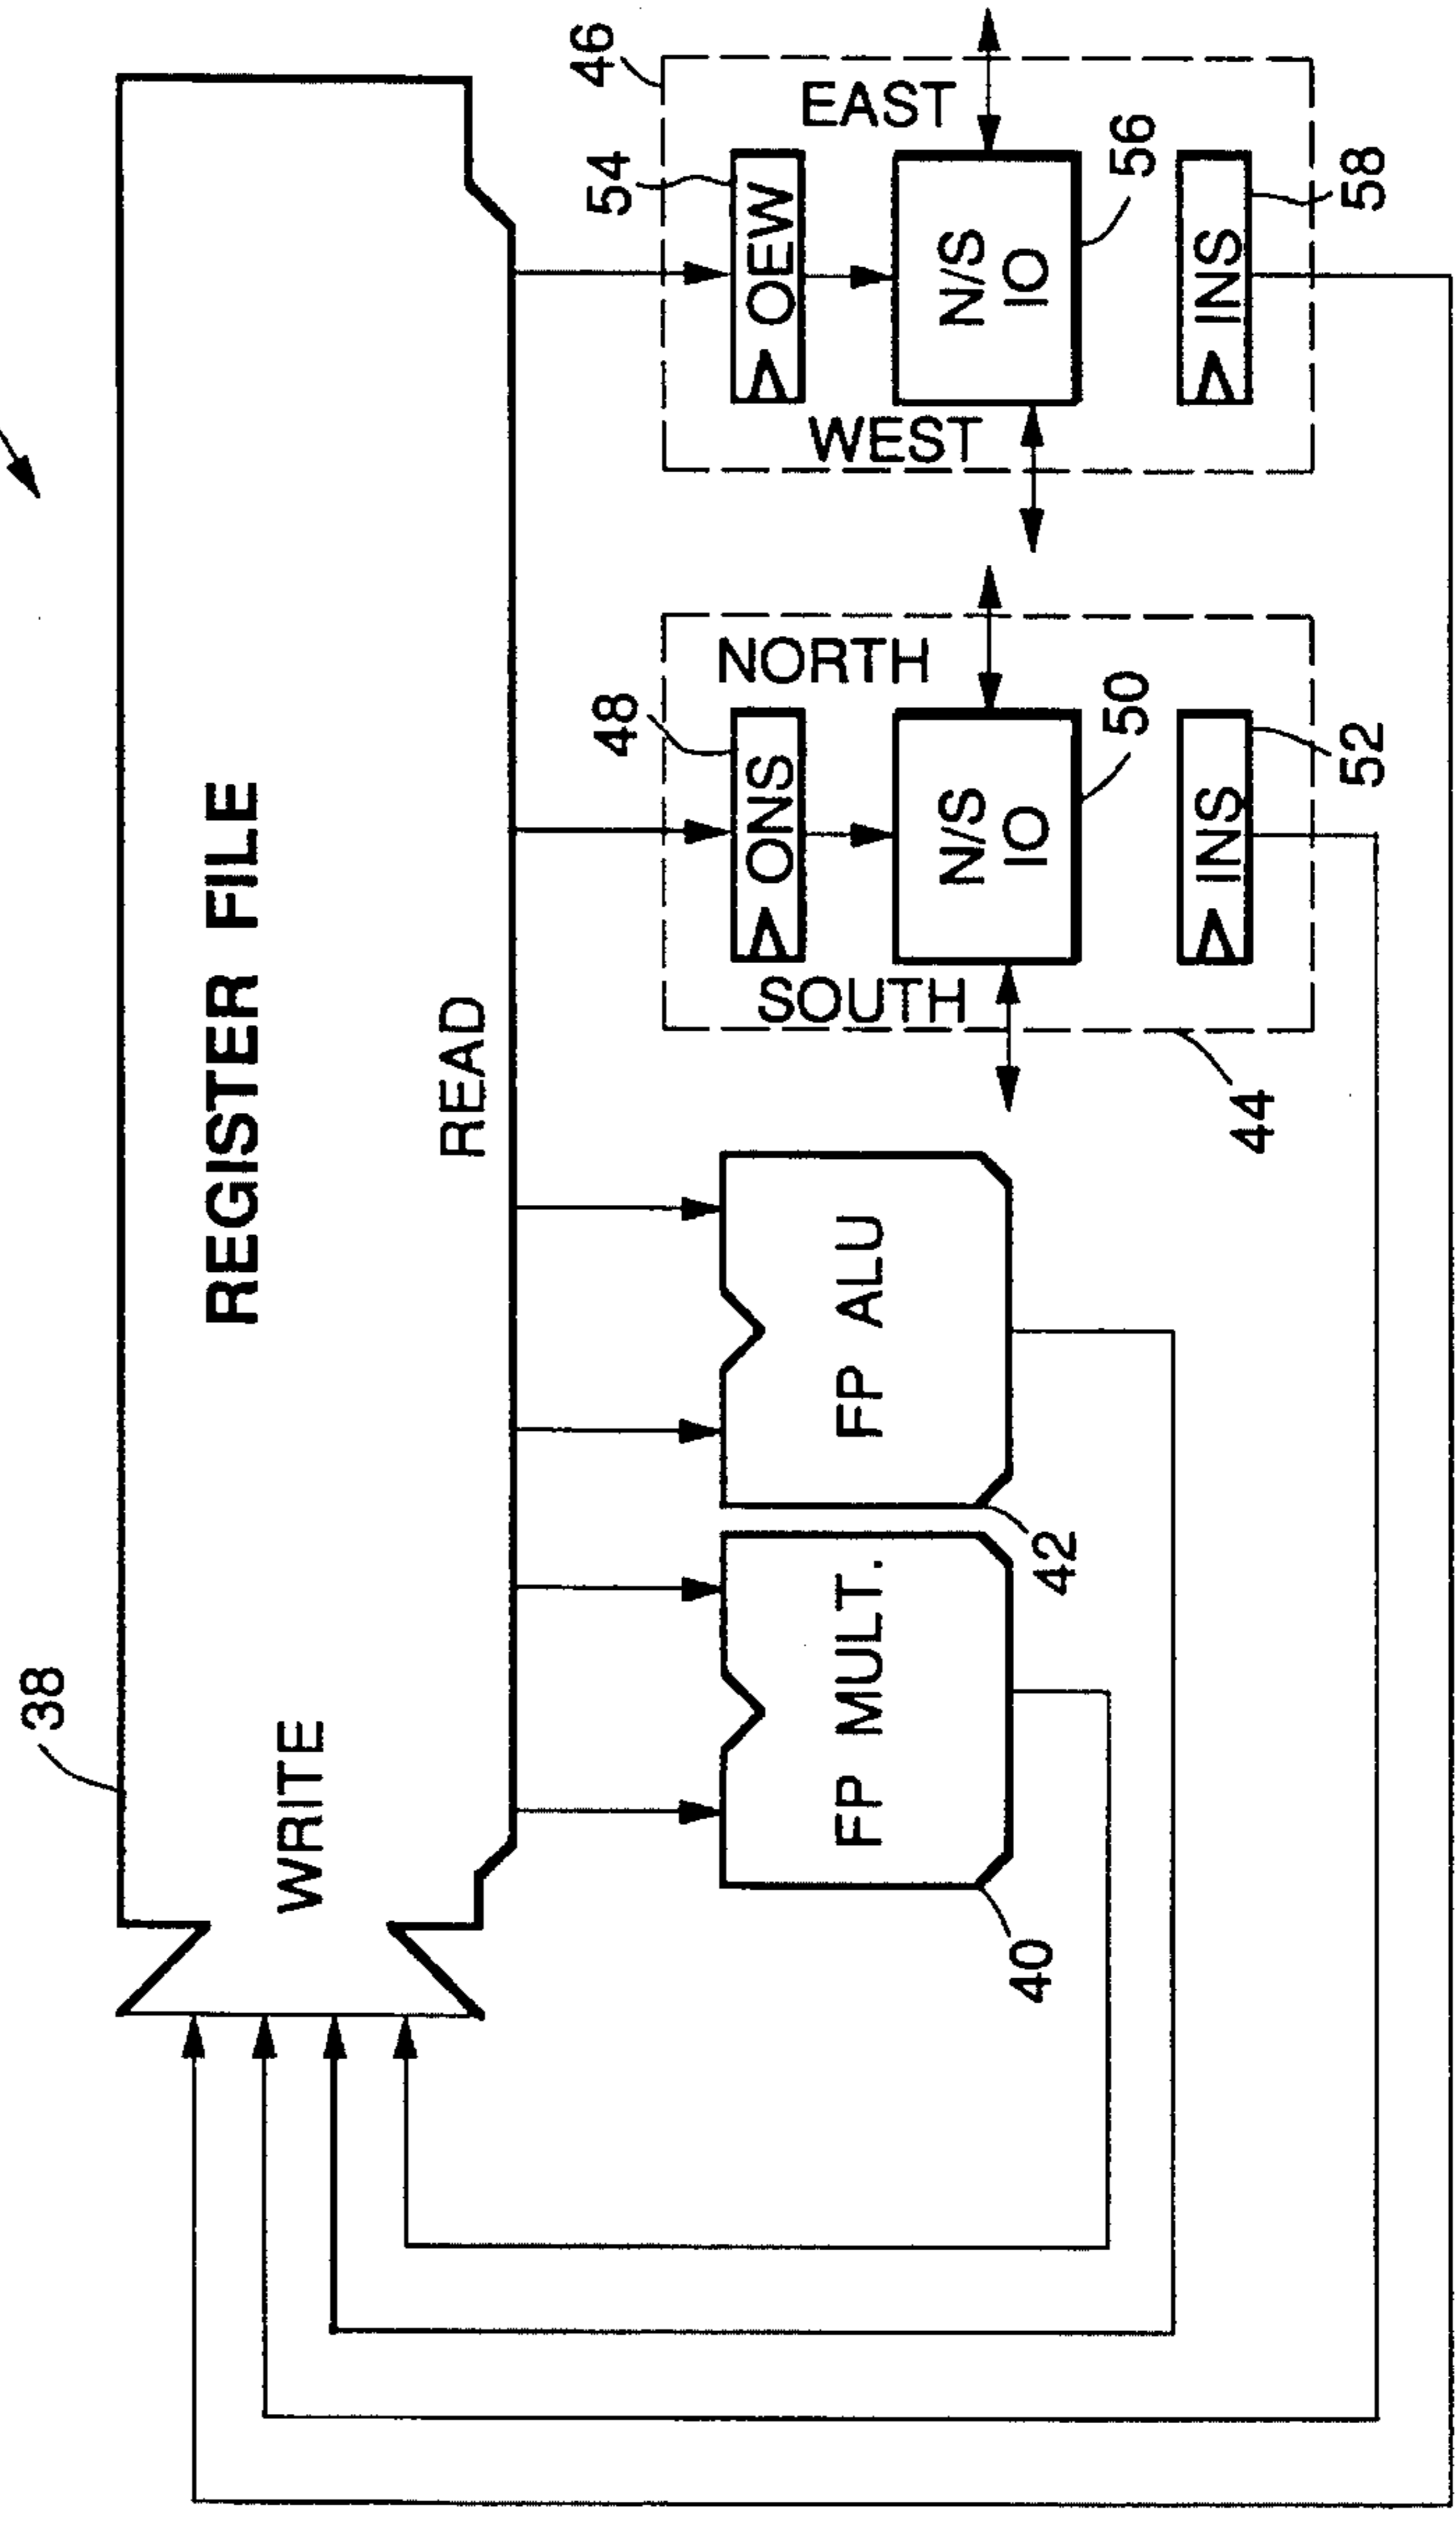 38
REGISTER FILE
WRITE
READ
FP MULT.
40
FP ALU
42
44
SOUTH
NORTH
48
ONS
N/S
IO
50
INS
52
46
WEST
EAST
54
OEW
N/S
IO
56
INS
58